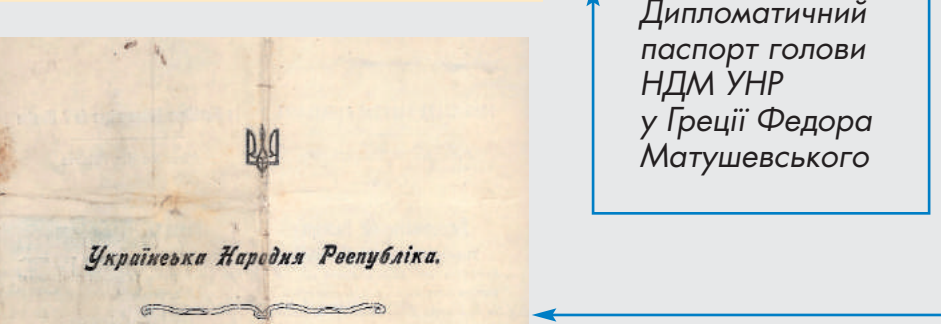 Дипломатичний
паспорт голови
НДМ УНР
у Греції Федора
Матушевського
Українська Народня Республіка.